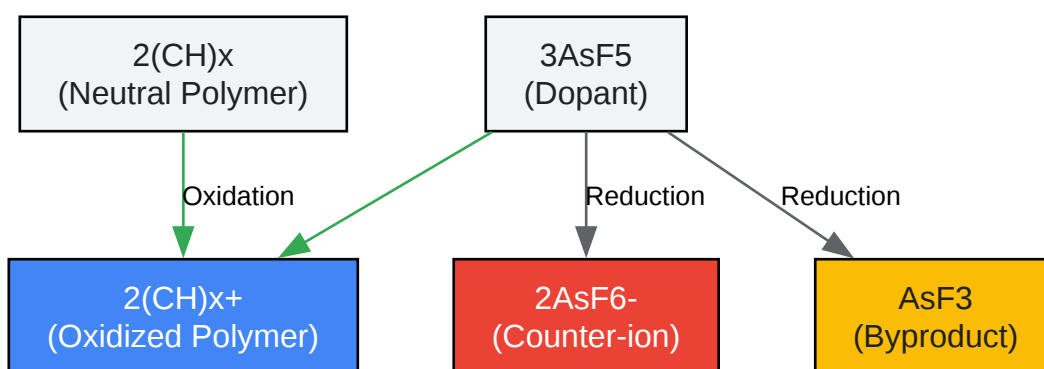 2(CH)x
(Neutral Polymer)
3AsF5
(Dopant)
Oxidation
Reduction
Reduction
2(CH)x+
(Oxidized Polymer)
2AsF6-
(Counter-ion)
AsF3
(Byproduct)